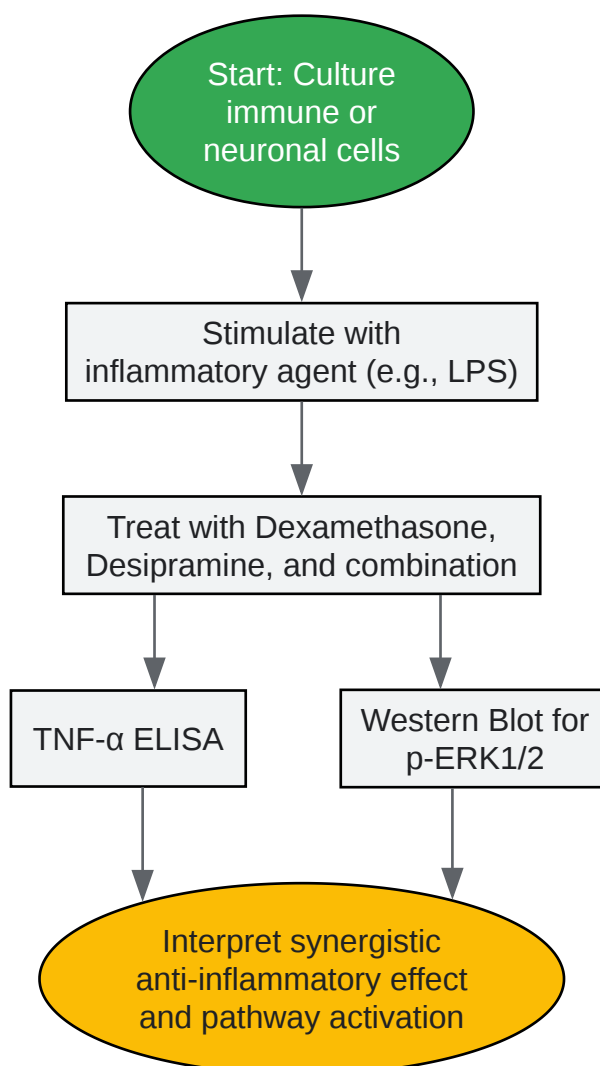 Start: Culture
immune or
neuronal cells
Stimulate with
inflammatory agent (e.g., LPS)
Treat with Dexamethasone,
Desipramine, and combination
TNF-α ELISA
Western Blot for
p-ERK1/2
Interpret synergistic
anti-inflammatory effect
and pathway activation